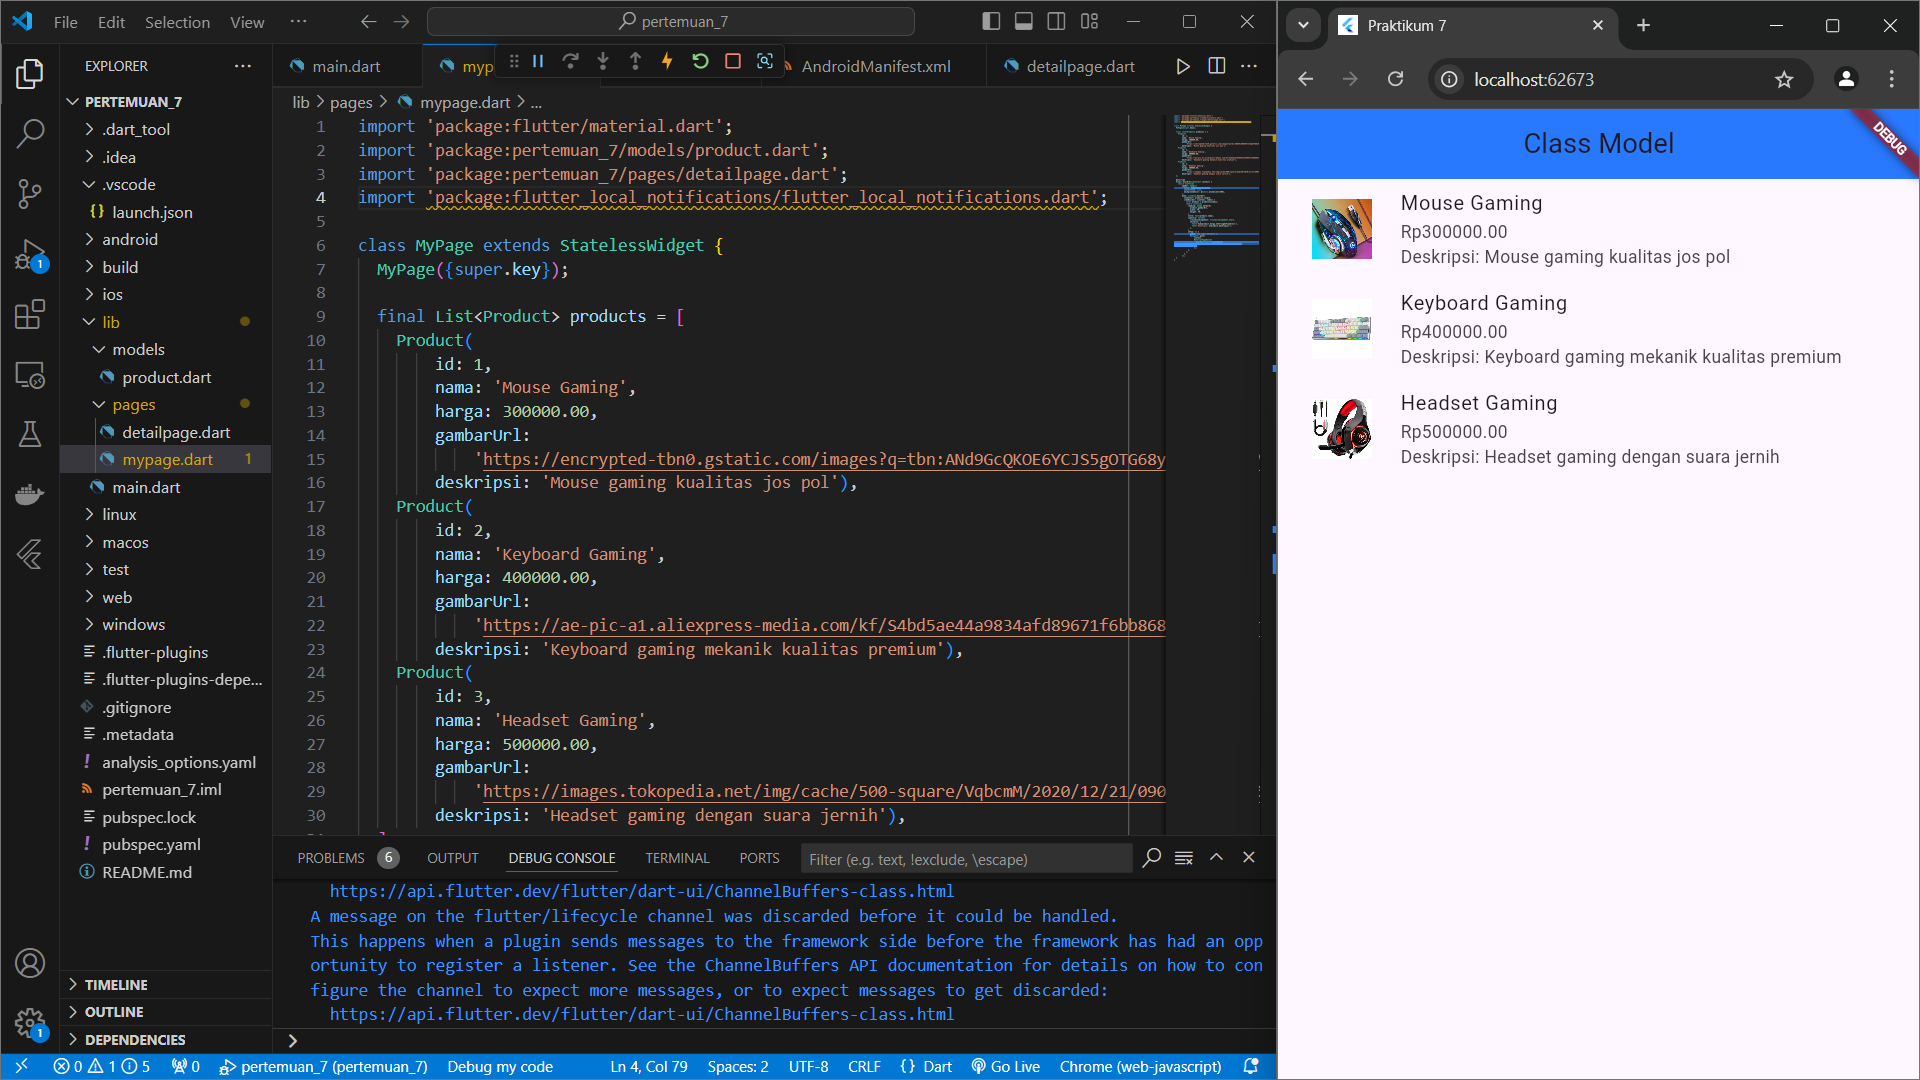 File Edit Selection View ···
pertemuan_7
EXPLORER ···
PERTEMUAN_7
.dart_tool
.idea
.vscode
{} launch.json
android
build
ios
lib
models
product.dart
pages
detailpage.dart
mypage.dart 1
main.dart
linux
macos
test
web
windows
.flutter-plugins
.flutter-plugins-depe...
.gitignore
.metadata
! analysis_options.yaml
pertemuan_7.iml
pubspec.lock
! pubspec.yaml
README.md
TIMELINE
OUTLINE
DEPENDENCIES
1
1
main.dart
myp
AndroidManifest.xml
detailpage.dart
lib > pages > mypage.dart > ...
1 import 'package:flutter/material.dart';
2 import 'package:pertemuan_7/models/product.dart';
3 import 'package:pertemuan_7/pages/detailpage.dart';
4 import 'package:flutter_local_notifications/flutter_local_notifications.dart';
5
6 class MyPage extends StatelessWidget {
7 MyPage({super.key});
8
9 final List<Product> products = [
10 Product(
11 id: 1,
12 nama: 'Mouse Gaming',
13 harga: 300000.00,
14 gambarUrl:
15 'https://encrypted-tbn0.gstatic.com/images?q=tbn:ANd9GcQKOE6YCJS5gOTG68y
16 deskripsi: 'Mouse gaming kualitas jos pol'),
17 Product(
18 id: 2,
19 nama: 'Keyboard Gaming',
20 harga: 400000.00,
21 gambarUrl:
22 'https://ae-pic-a1.aliexpress-media.com/kf/S4bd5ae44a9834afd89671f6bb868
23 deskripsi: 'Keyboard gaming mekanik kualitas premium'),
24 Product(
25 id: 3,
26 nama: 'Headset Gaming',
27 harga: 500000.00,
28 gambarUrl:
29 'https://images.tokopedia.net/img/cache/500-square/VqbcmM/2020/12/21/090
30 deskripsi: 'Headset gaming dengan suara jernih'),
PROBLEMS 6 OUTPUT DEBUG CONSOLE TERMINAL PORTS Filter (e.g. text, !exclude, \escape)
https://api.flutter.dev/flutter/dart-ui/ChannelBuffers-class.html
A message on the flutter/lifecycle channel was discarded before it could be handled.
This happens when a plugin sends messages to the framework side before the framework has had an opp
ortunity to register a listener. See the ChannelBuffers API documentation for details on how to con
figure the channel to expect more messages, or to expect messages to get discarded:
https://api.flutter.dev/flutter/dart-ui/ChannelBuffers-class.html
0 1 5 0 pertemuan_7 (pertemuan_7) Debug my code Ln 4, Col 79 Spaces: 2 UTF-8 CRLF {} Dart Go Live Chrome (web-javascript)
Praktikum 7
localhost:62673
Class Model
DEBUG
Mouse Gaming
Rp300000.00
Deskripsi: Mouse gaming kualitas jos pol
Keyboard Gaming
Rp400000.00
Deskripsi: Keyboard gaming mekanik kualitas premium
Headset Gaming
Rp500000.00
Deskripsi: Headset gaming dengan suara jernih